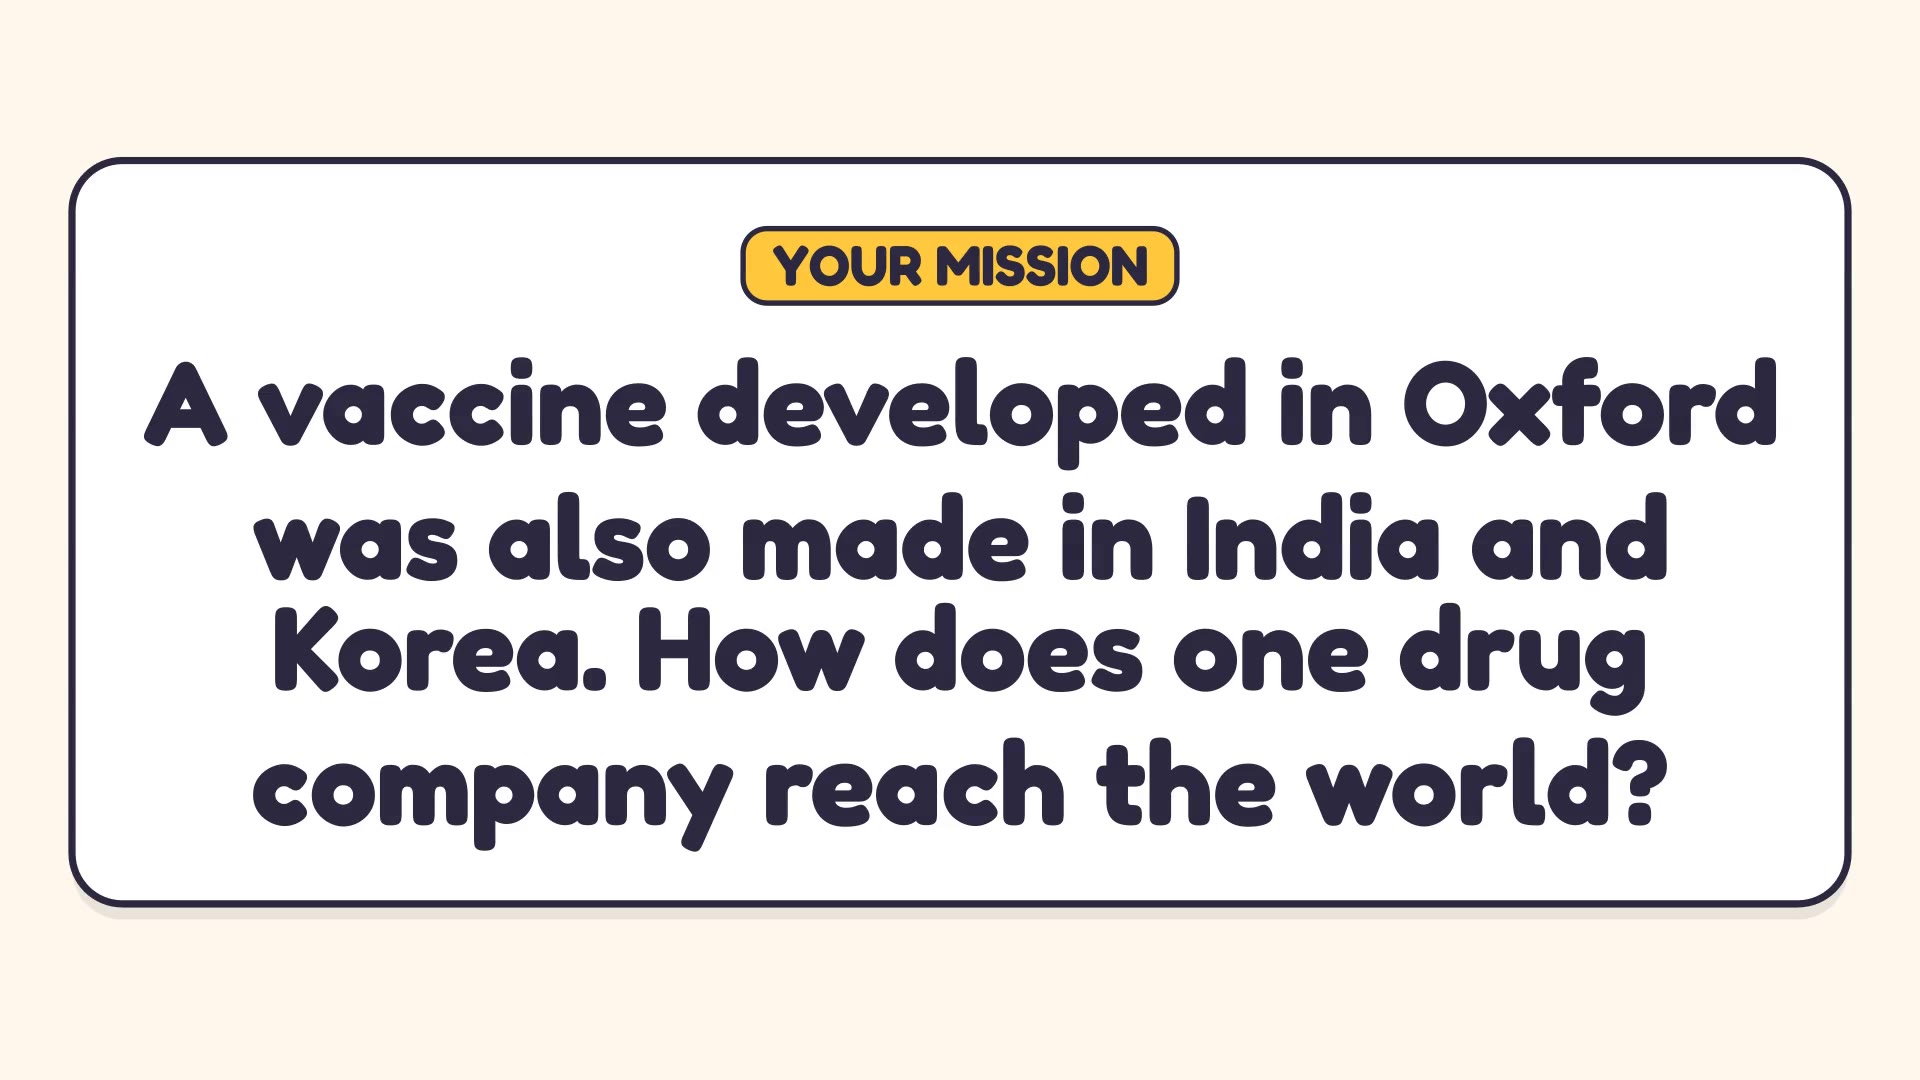 YOUR MISSION
A vaccine developed in Oxford
was also made in India and
Korea. How does one drug
company reach the world?